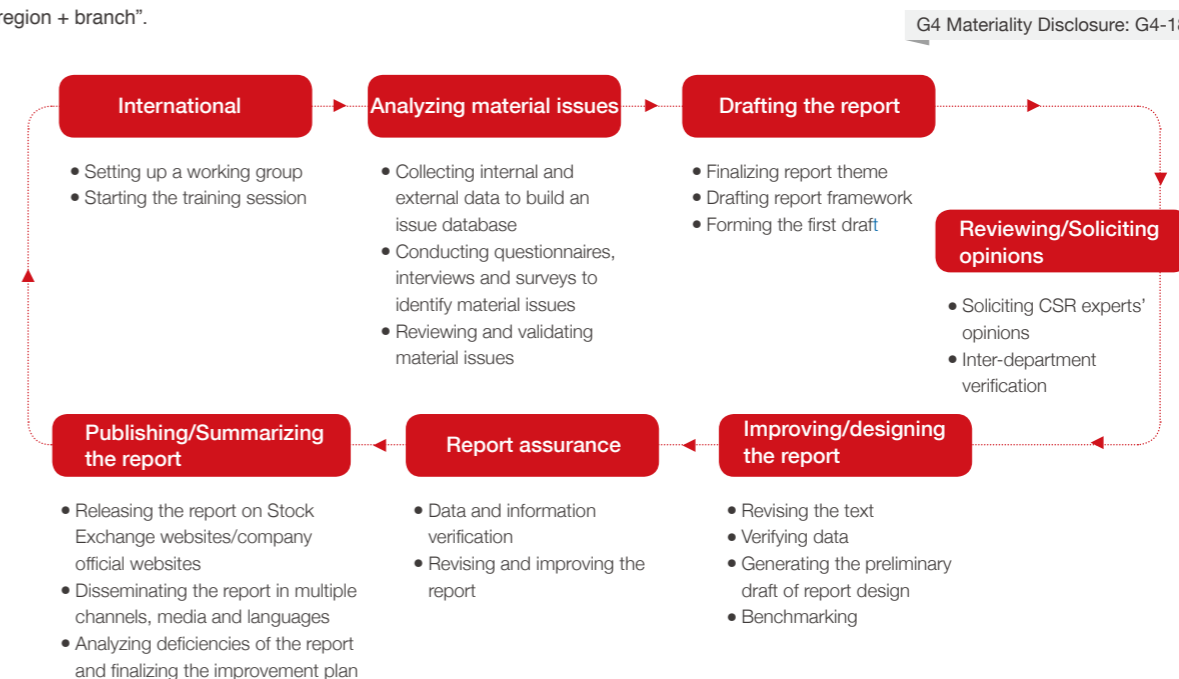 region + branch”.
G4 Materiality Disclosure: G4-18
International
• Setting up a working group
• Starting the training session
Analyzing material issues
• Collecting internal and
external data to build an
issue database
• Conducting questionnaires,
interviews and surveys to
identify material issues
• Reviewing and validating
material issues
Drafting the report
• Finalizing report theme
• Drafting report framework
• Forming the first draft
Reviewing/Soliciting
opinions
• Soliciting CSR experts’
opinions
• Inter-department
verification
Improving/designing
the report
• Revising the text
• Verifying data
• Generating the preliminary
draft of report design
• Benchmarking
Report assurance
• Data and information
verification
• Revising and improving the
report
Publishing/Summarizing
the report
• Releasing the report on Stock
Exchange websites/company
official websites
• Disseminating the report in multiple
channels, media and languages
• Analyzing deficiencies of the report
and finalizing the improvement plan